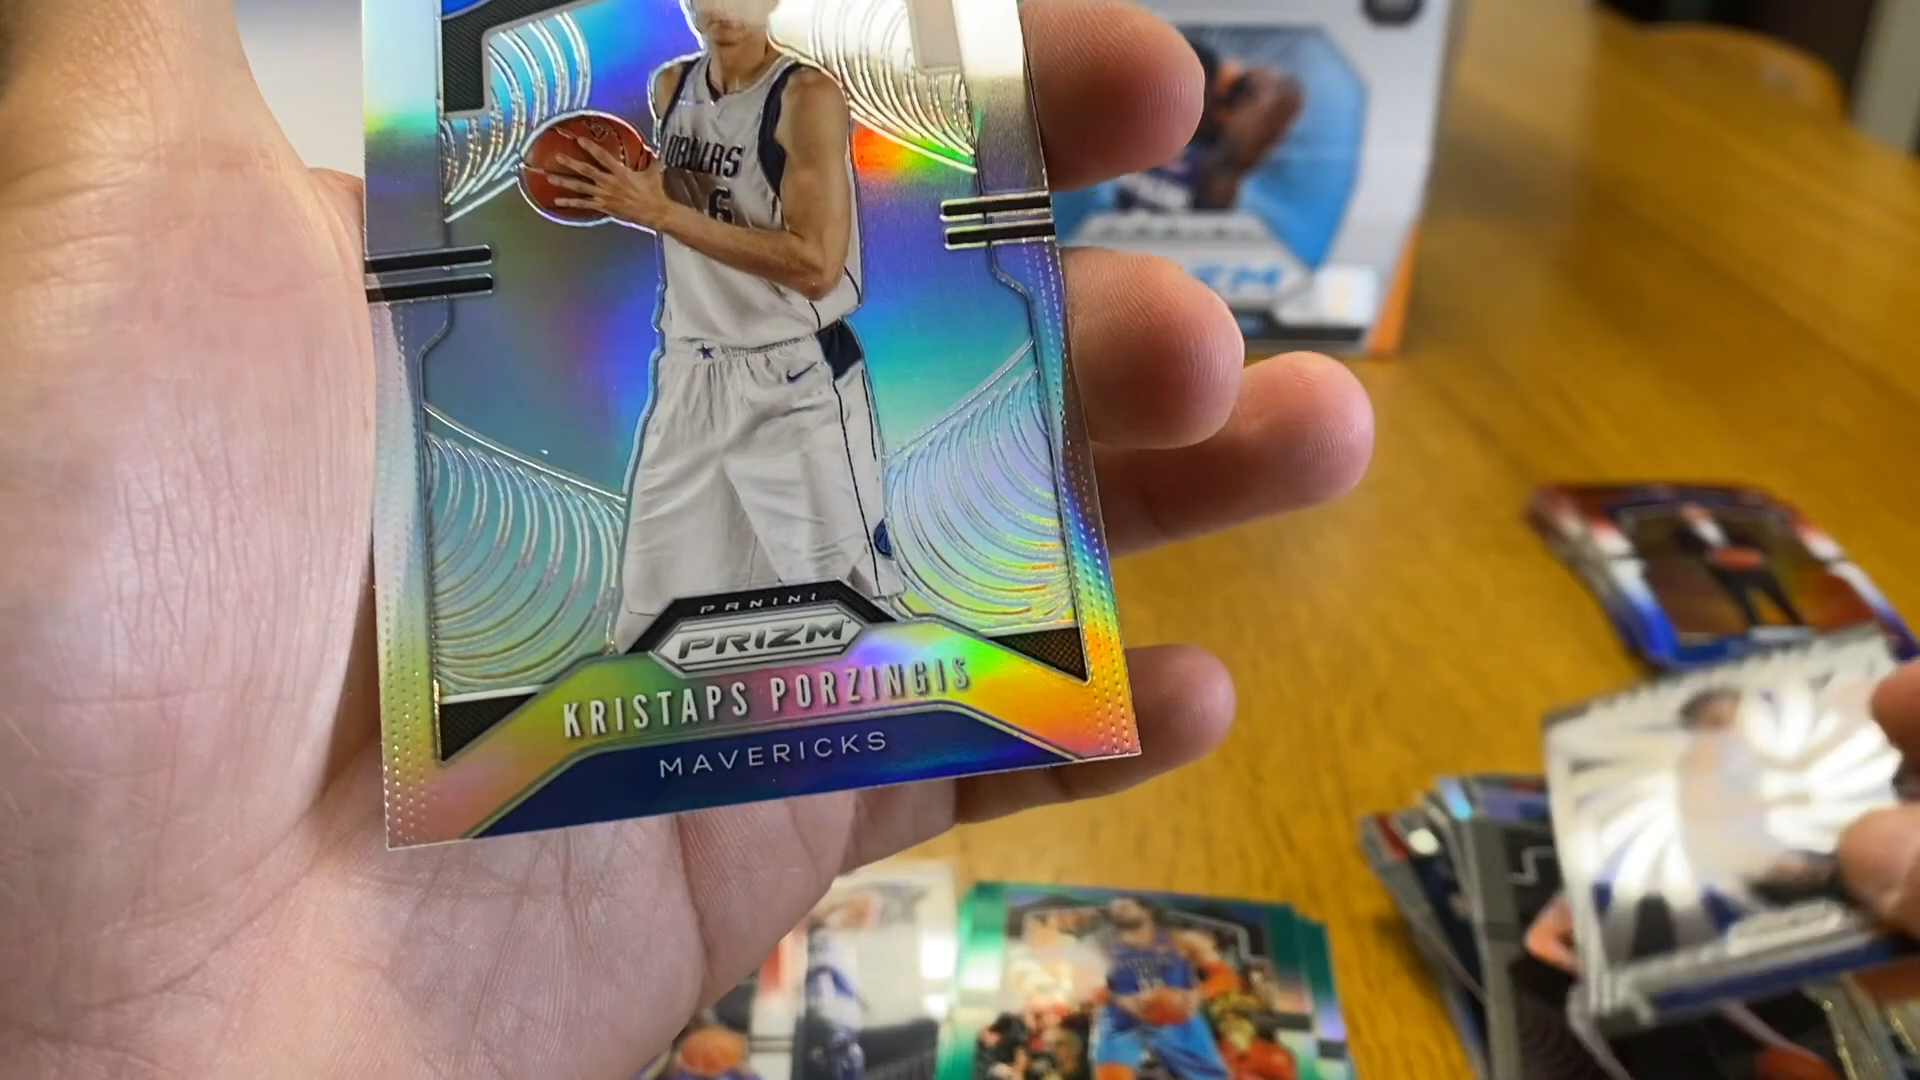 DALLAS
6
PANINI
PRIZM
KRISTAPS PORZINGIS
MAVERICKS